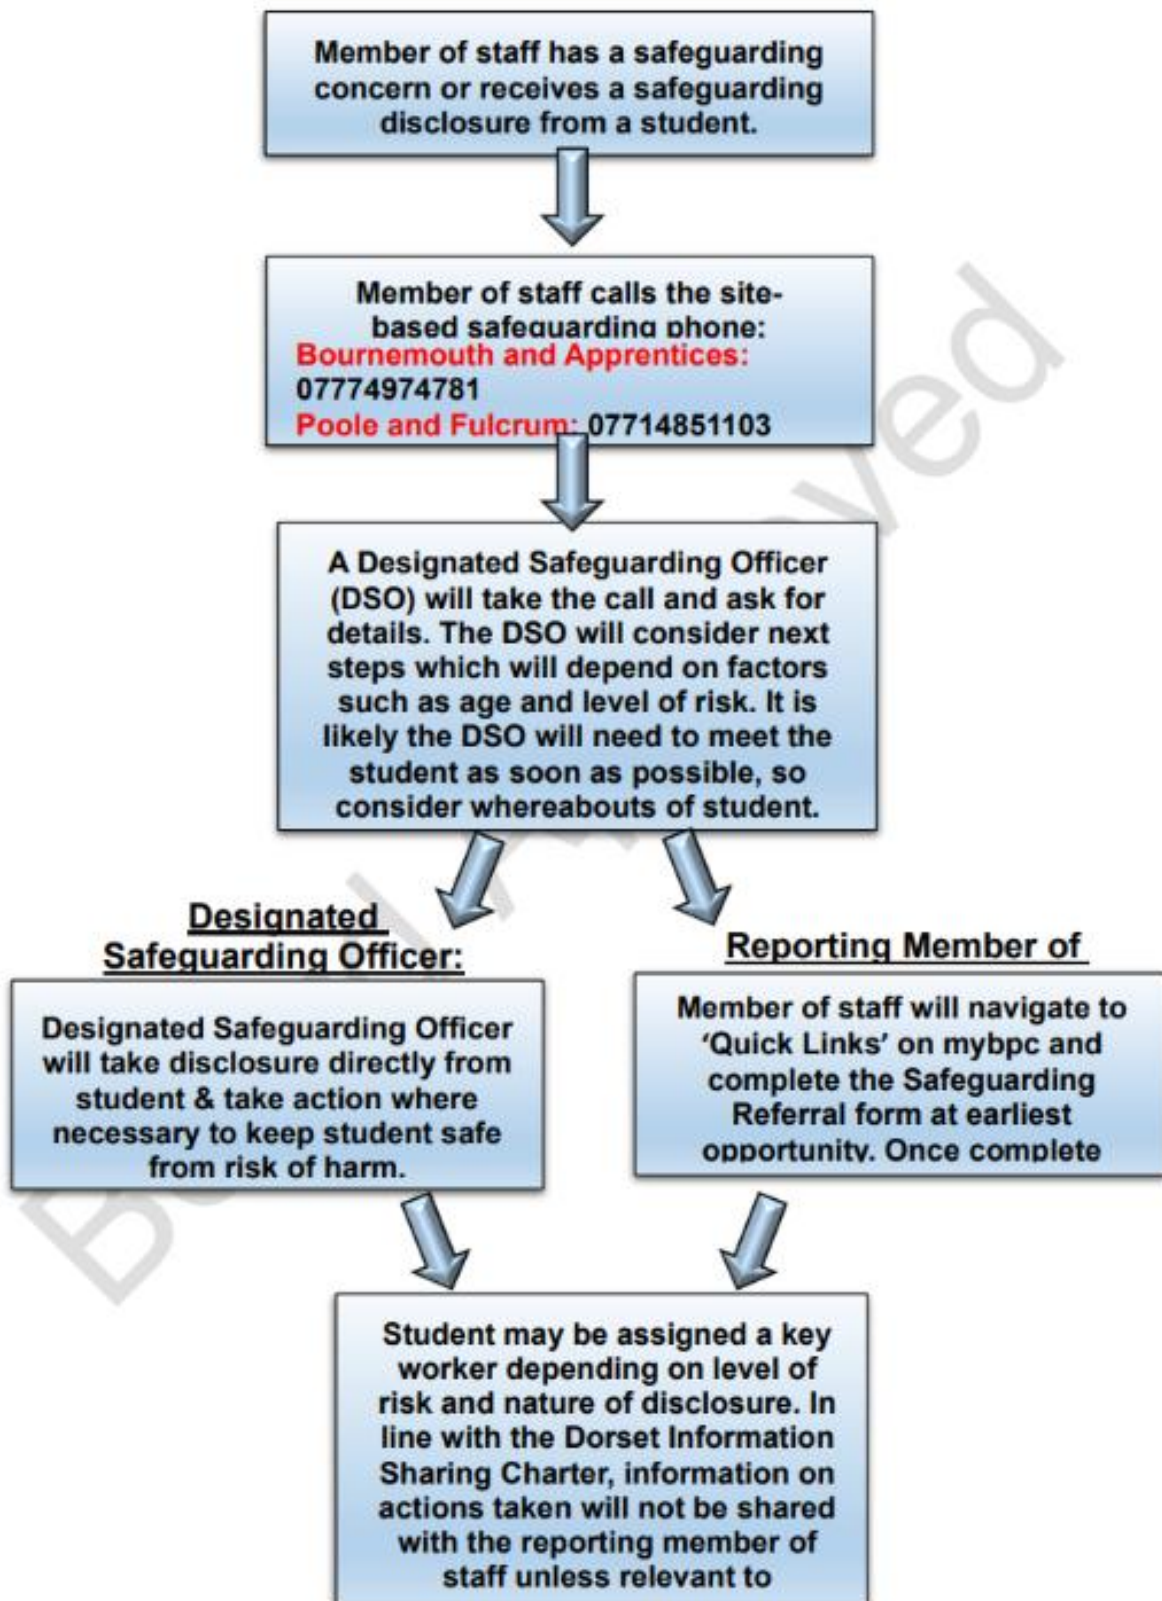 Member of staff has a safeguarding
concern or receives a safeguarding
disclosure from a student.
Member of staff calls the site-
based safeguarding phone:
Bournemouth and Apprentices:
07774974781
Poole and Fulcrum: 07714851103
A Designated Safeguarding Officer
(DSO) will take the call and ask for
details. The DSO will consider next
steps which will depend on factors
such as age and level of risk. It is
likely the DSO will need to meet the
student as soon as possible, so
consider whereabouts of student.
Designated
Safeguarding Officer:
Designated Safeguarding Officer
will take disclosure directly from
student & take action where
necessary to keep student safe
from risk of harm.
Reporting Member of
Member of staff will navigate to
‘Quick Links’ on mybpc and
complete the Safeguarding
Referral form at earliest
opportunity. Once complete
Student may be assigned a key
worker depending on level of
risk and nature of disclosure. In
line with the Dorset Information
Sharing Charter, information on
actions taken will not be shared
with the reporting member of
staff unless relevant to